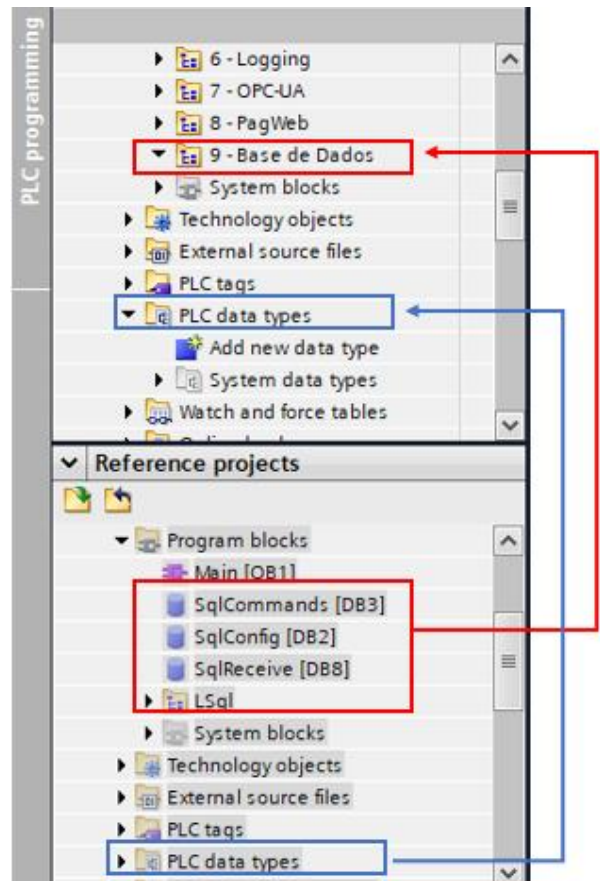 PLC programming
6 - Logging
7 - OPC-UA
8 - PagWeb
9 - Base de Dados
System blocks
Technology objects
External source files
PLC tags
PLC data types
Add new data type
System data types
Watch and force tables
Reference projects
Program blocks
Main [OB1]
SqlCommands [DB3]
SqlConfig [DB2]
SqlReceive [DB8]
LSql
System blocks
Technology objects
External source files
PLC tags
PLC data types